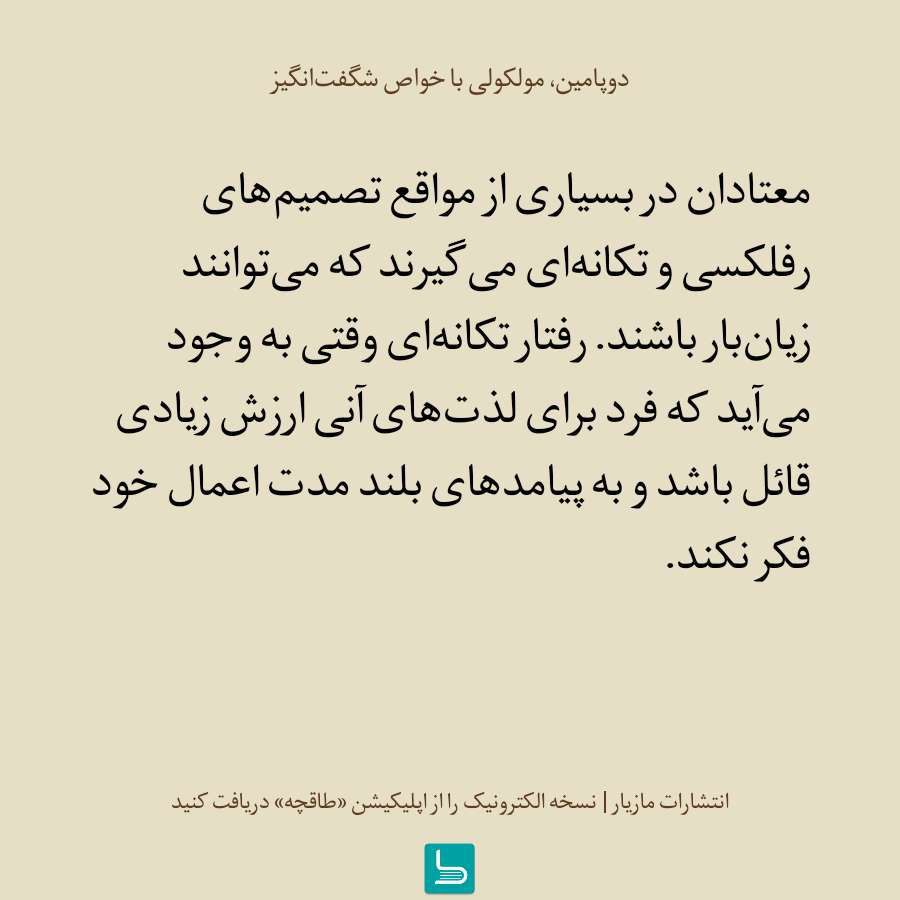 دوپامین، مولکولی با خواص شگفت‌انگیز
معتادان در بسیاری از مواقع تصمیم‌های
رفلکسی و تکانه‌ای می‌گیرند که می‌توانند
زیان‌بار باشند. رفتار تکانه‌ای وقتی به وجود
می‌آید که فرد برای لذت‌های آنی ارزش زیادی
قائل باشد و به پیامدهای بلند مدت اعمال خود
فکر نکند.
انتشارات مازیار | نسخه الکترونیک را از اپلیکیشن «طاقچه» دریافت کنید